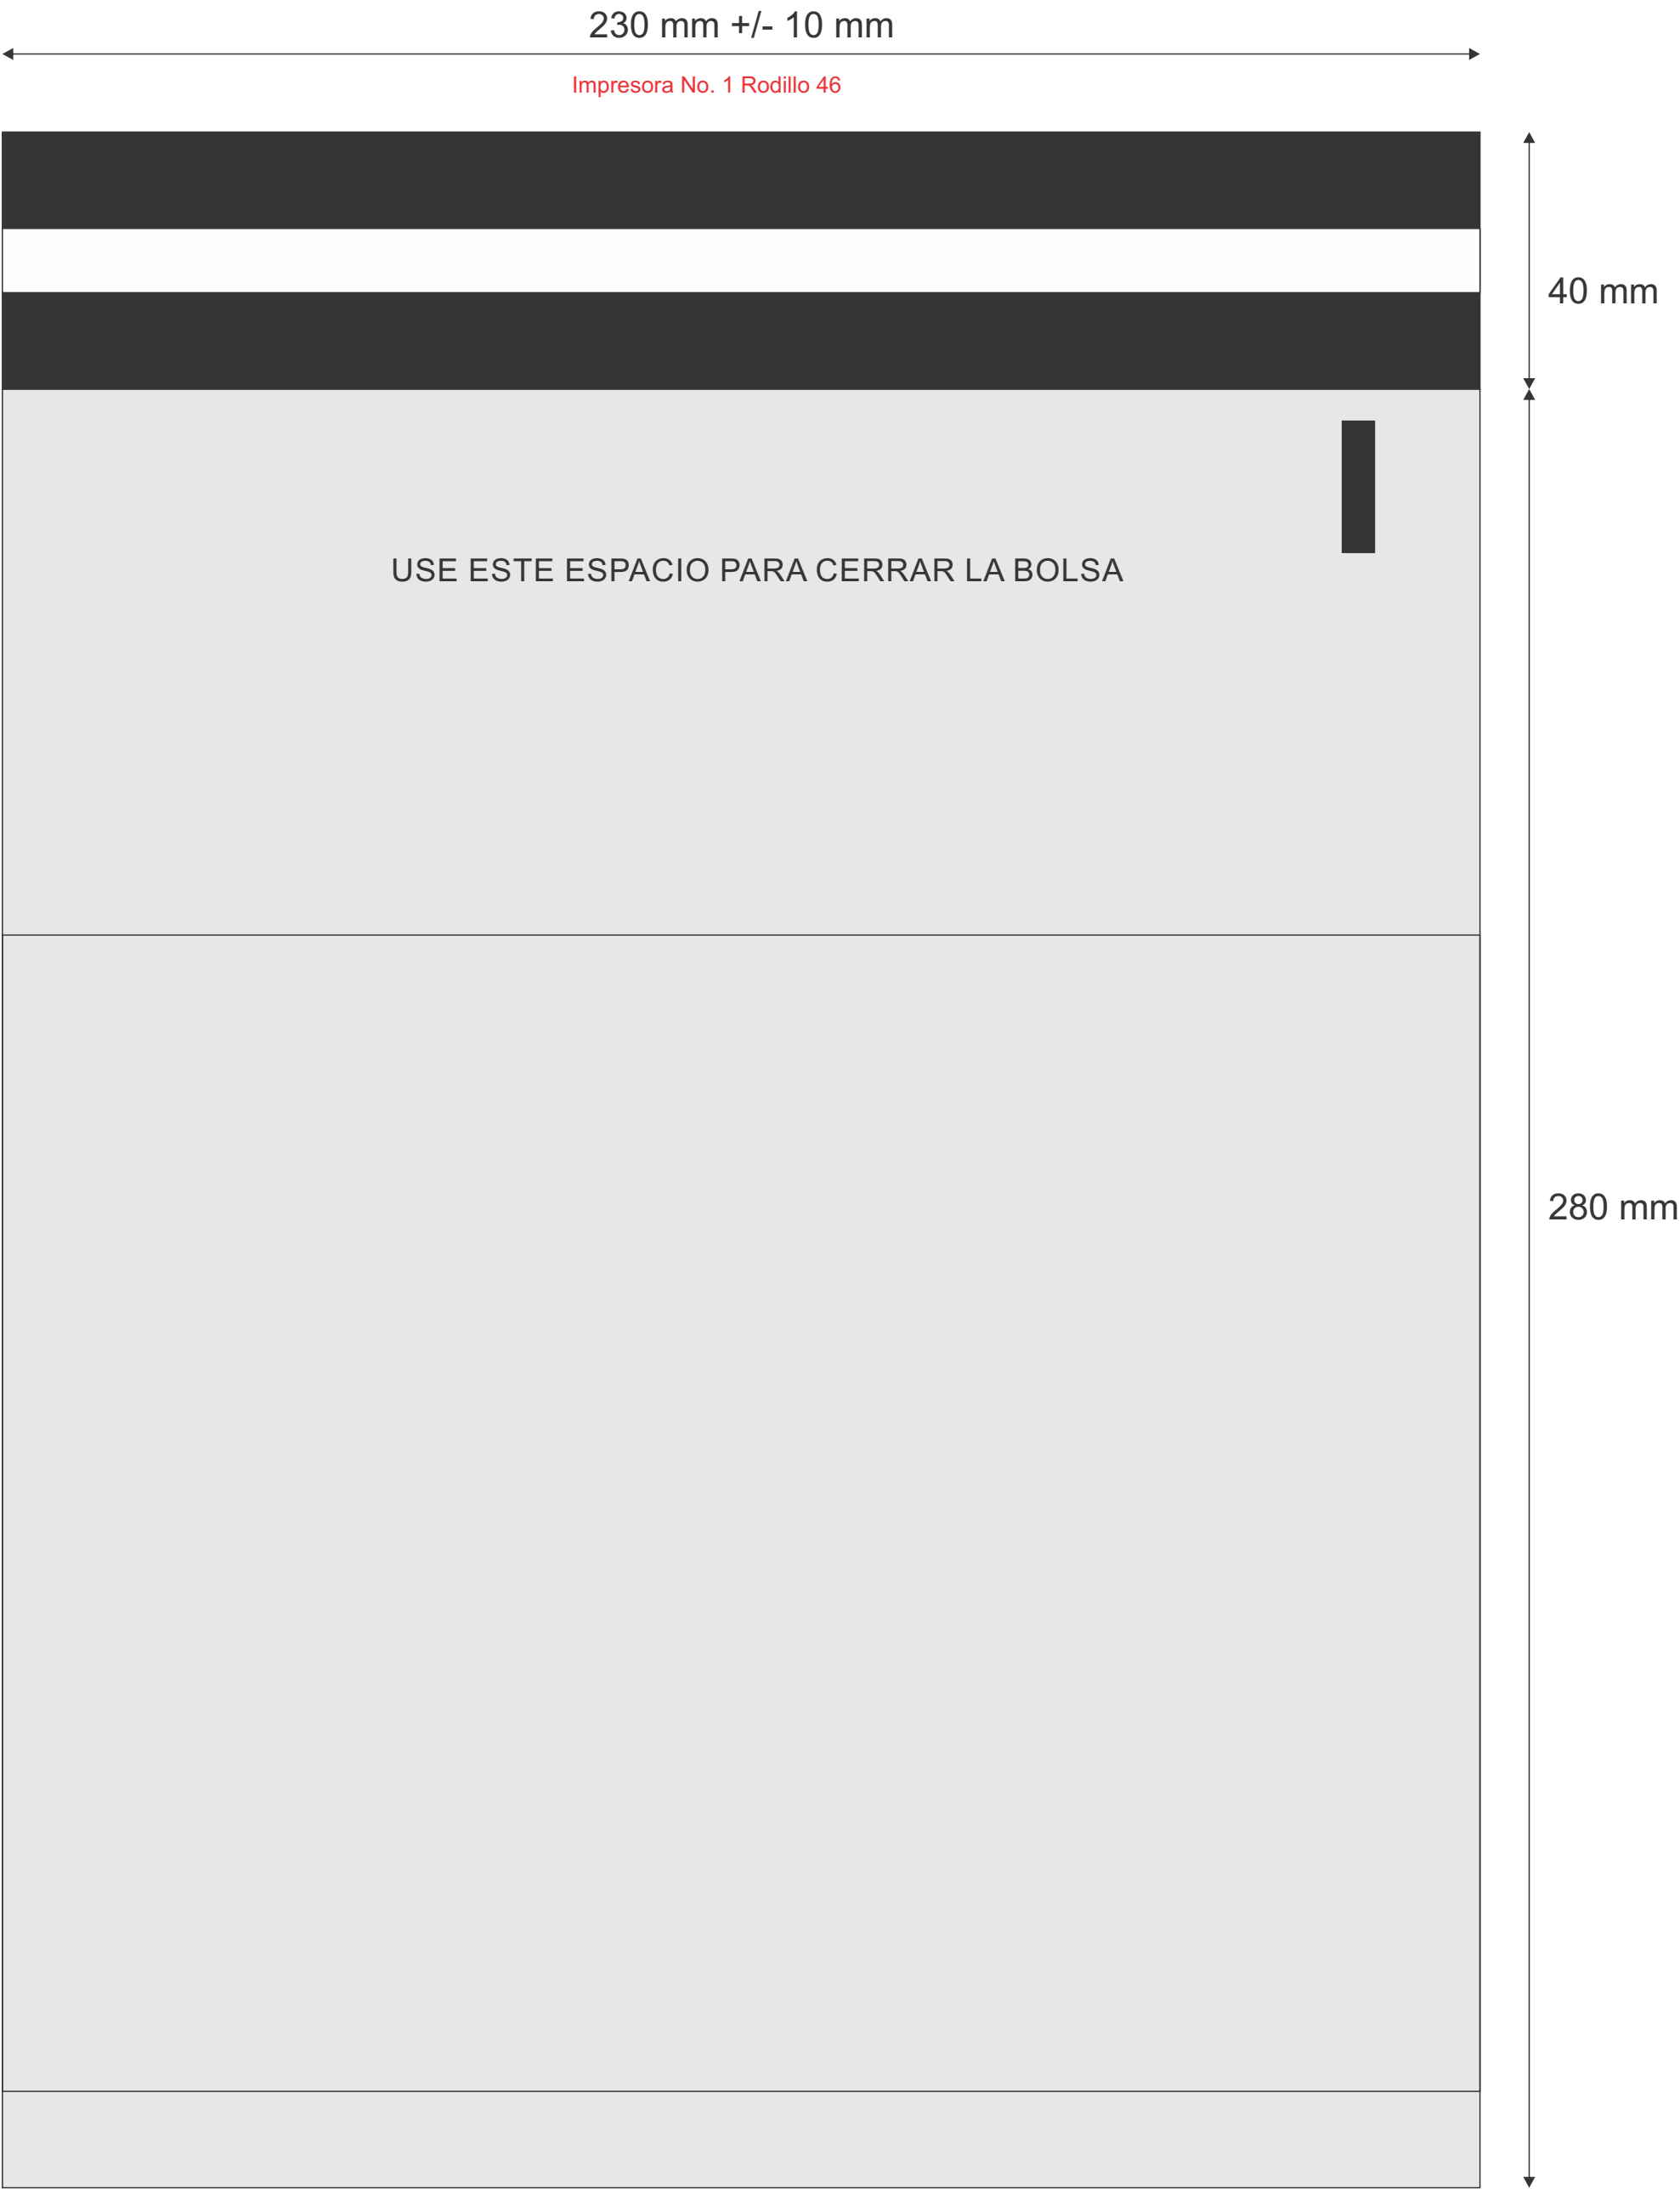 230 mm +/- 10 mm
Impresora No. 1 Rodillo 46
40 mm
USE ESTE ESPACIO PARA CERRAR LA BOLSA
280 mm